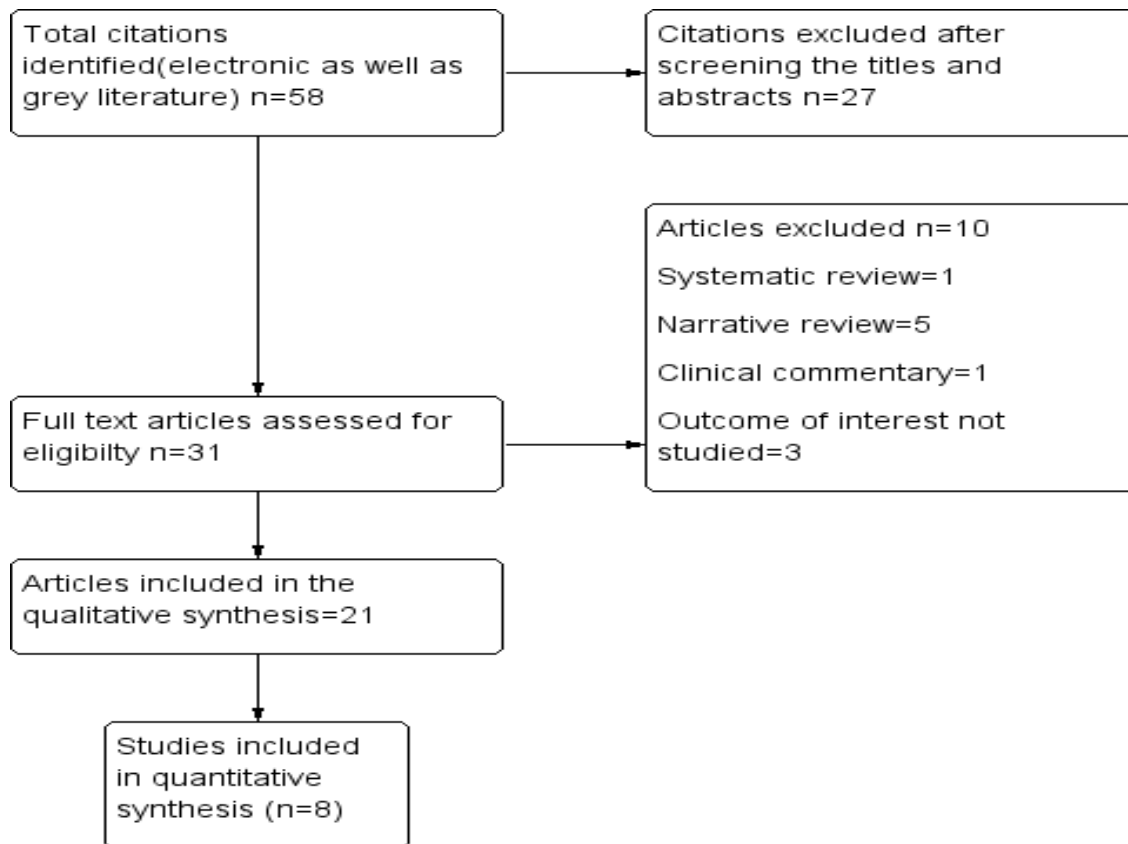 Total citations
identified(electronic as well as
grey literature) n=58
Citations excluded after
screening the titles and
abstracts n=27
Articles excluded n=10
Systematic review=1
Narrative review=5
Clinical commentary=1
Outcome of interest not
studied=3
Full text articles assessed for
eligibilty n=31
Articles included in the
qualitative synthesis=21
Studies included
in quantitative
synthesis (n=8)